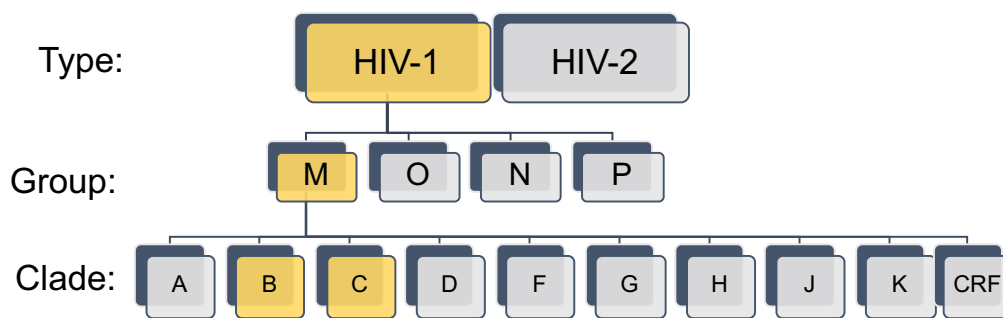 Type: HIV-1 HIV-2
Group: M O N P
Clade: A B C D F G H J K CRF